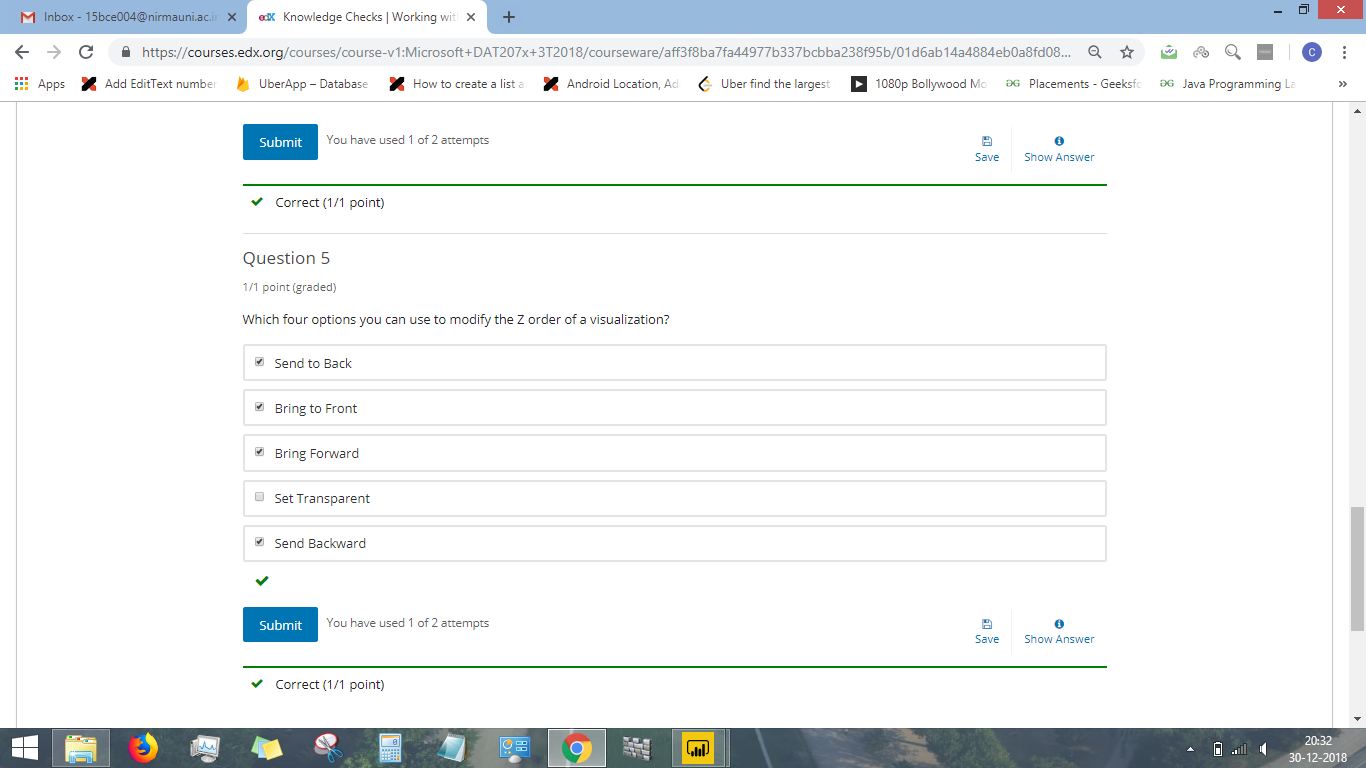 Inbox - 15bce004@nirmauni.ac.i
Knowledge Checks | Working wit
https://courses.edx.org/courses/course-v1:Microsoft+DAT207x+3T2018/courseware/aff3f8ba7fa44977b337bcbba238f95b/01d6ab14a4884eb0a8fd08...
C
Apps
Add EditText number
UberApp – Database
How to create a list a
Android Location, Ad
Uber find the largest
1080p Bollywood Mo
Placements - Geeksfo
Java Programming La
»
Submit
You have used 1 of 2 attempts
Save
Show Answer
Correct (1/1 point)
Question 5
1/1 point (graded)
Which four options you can use to modify the Z order of a visualization?
Send to Back
Bring to Front
Bring Forward
Set Transparent
Send Backward
Submit
You have used 1 of 2 attempts
Save
Show Answer
Correct (1/1 point)
20:32
30-12-2018